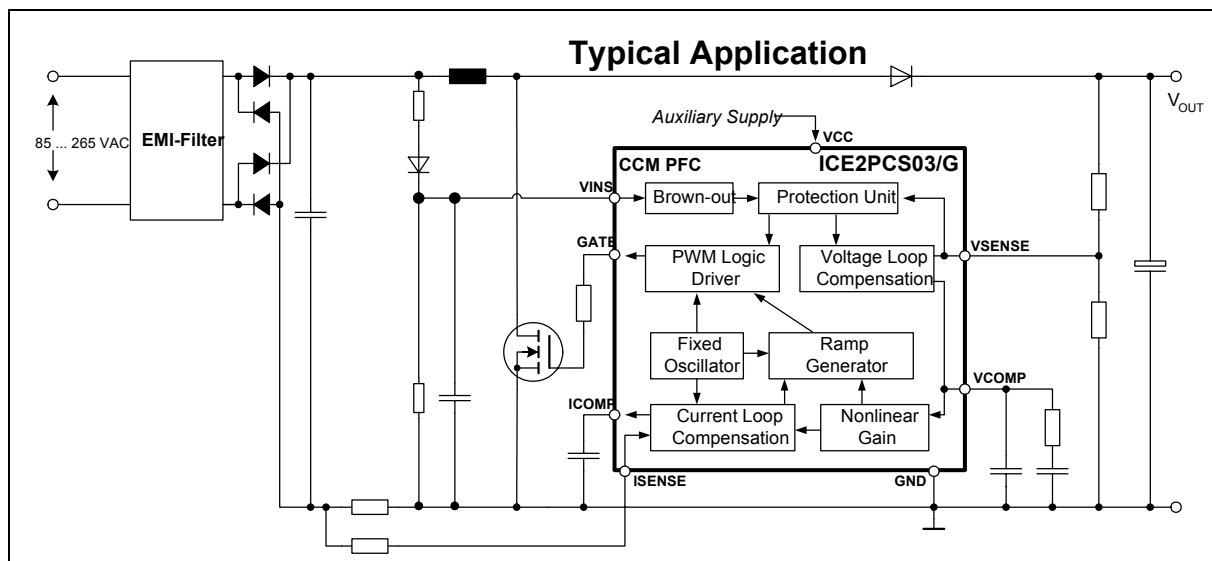 Typical Application
Auxiliary Supply
VCC
V OUT
85 ... 265 VAC
EMI-Filter
CCM PFC
ICE2PCS03/G
VINS
Brown-out
Protection Unit
GATE
PWM Logic
Driver
Voltage Loop
Compensation
VSENSE
Fixed
Oscillator
Ramp
Generator
VCOMP
ICOMP
Current Loop
Compensation
Nonlinear
Gain
ISENSE
GND